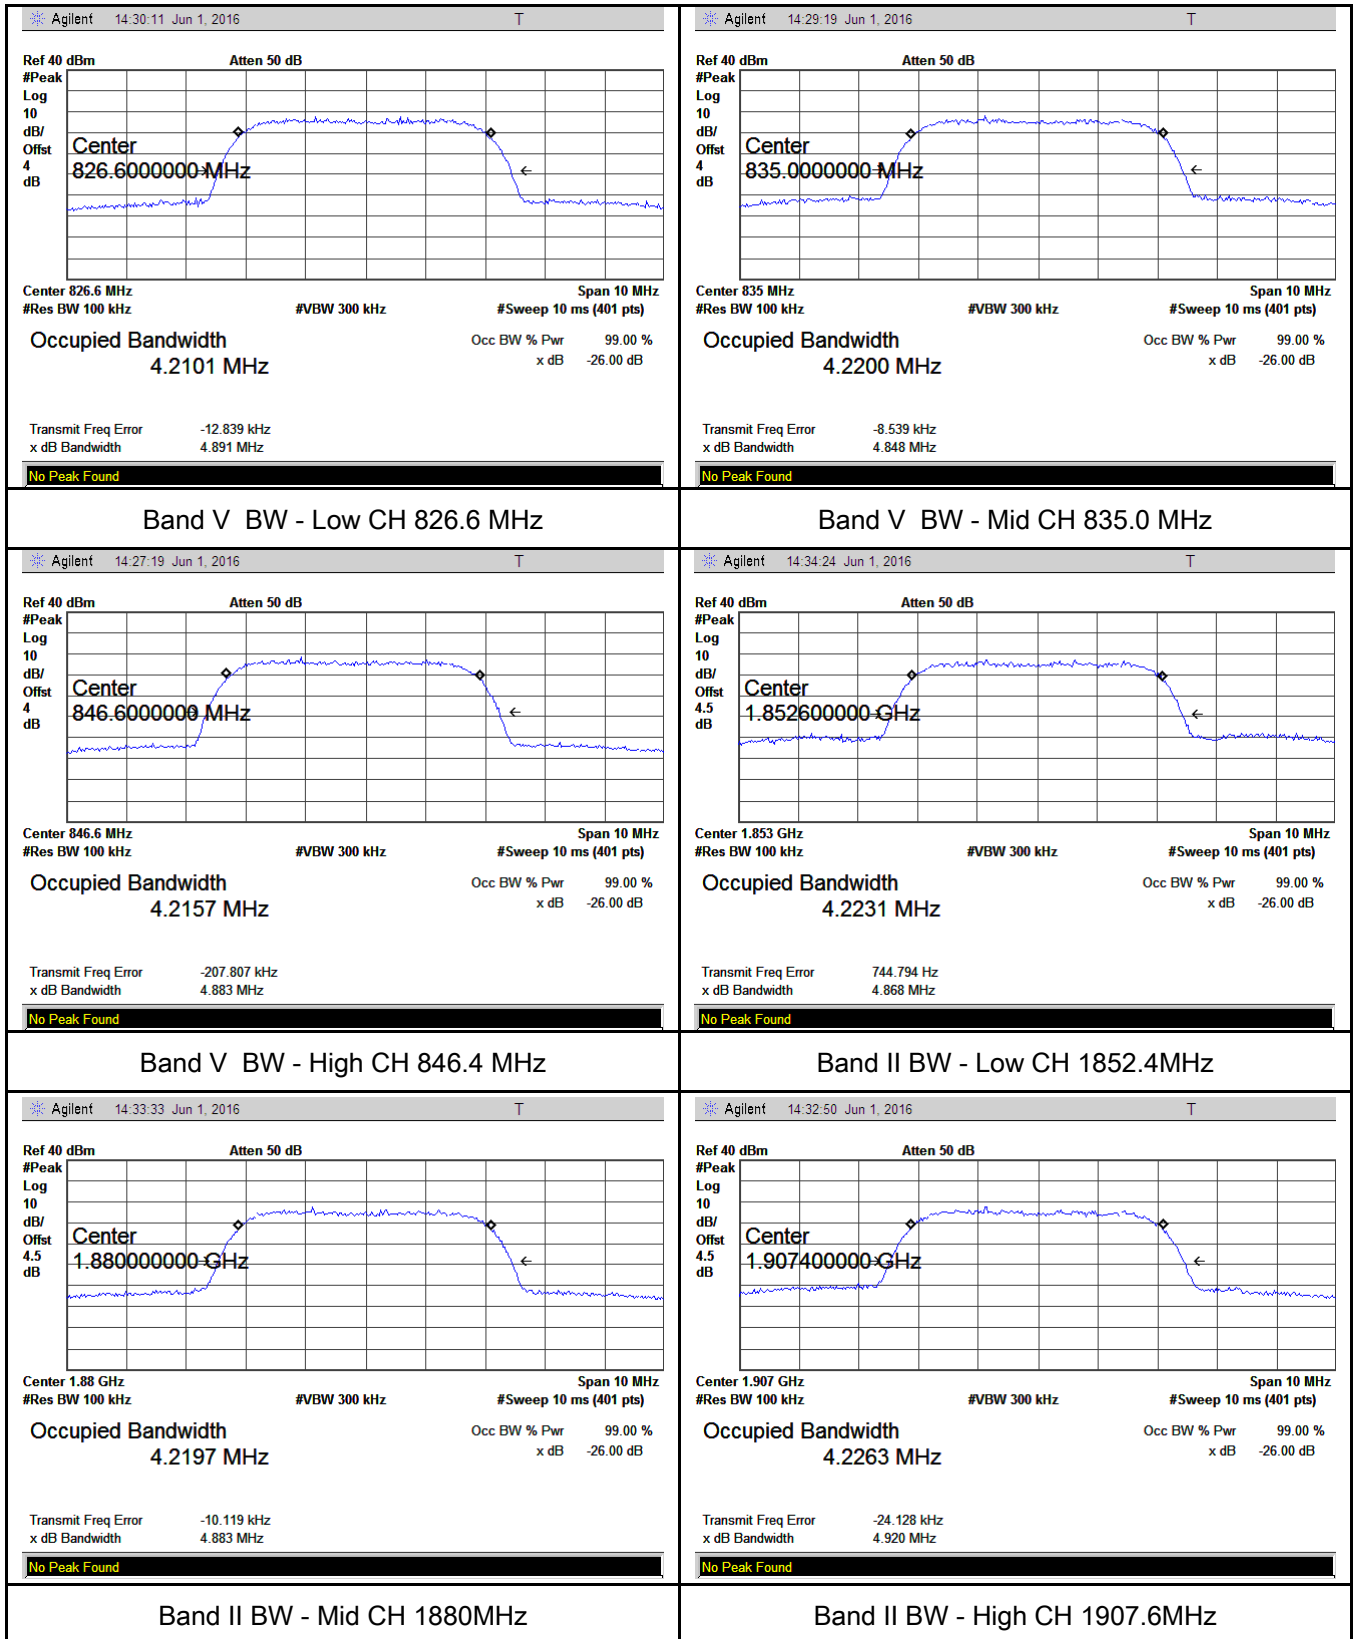 Agilent 14:30:11 Jun 1, 2016 T
Ref 40 dBm Atten 50 dB
#Peak
Log
10
dB/
Offst
4
dB
Center
826.6000000 MHz
Center 826.6 MHz Span 10 MHz
#Res BW 100 kHz #VBW 300 kHz #Sweep 10 ms (401 pts)
Occupied Bandwidth Occ BW % Pwr 99.00 %
4.2101 MHz x dB -26.00 dB
Transmit Freq Error -12.839 kHz
x dB Bandwidth 4.891 MHz
No Peak Found
Band V BW - Low CH 826.6 MHz
Agilent 14:29:19 Jun 1, 2016 T
Ref 40 dBm Atten 50 dB
#Peak
Log
10
dB/
Offst
4
dB
Center
835.0000000 MHz
Center 835 MHz Span 10 MHz
#Res BW 100 kHz #VBW 300 kHz #Sweep 10 ms (401 pts)
Occupied Bandwidth Occ BW % Pwr 99.00 %
4.2200 MHz x dB -26.00 dB
Transmit Freq Error -8.539 kHz
x dB Bandwidth 4.848 MHz
No Peak Found
Band V BW - Mid CH 835.0 MHz
Agilent 14:27:19 Jun 1, 2016 T
Ref 40 dBm Atten 50 dB
#Peak
Log
10
dB/
Offst
4
dB
Center
846.6000000 MHz
Center 846.6 MHz Span 10 MHz
#Res BW 100 kHz #VBW 300 kHz #Sweep 10 ms (401 pts)
Occupied Bandwidth Occ BW % Pwr 99.00 %
4.2157 MHz x dB -26.00 dB
Transmit Freq Error -207.807 kHz
x dB Bandwidth 4.883 MHz
No Peak Found
Band V BW - High CH 846.4 MHz
Agilent 14:34:24 Jun 1, 2016 T
Ref 40 dBm Atten 50 dB
#Peak
Log
10
dB/
Offst
4.5
dB
Center
1.852600000 GHz
Center 1.853 GHz Span 10 MHz
#Res BW 100 kHz #VBW 300 kHz #Sweep 10 ms (401 pts)
Occupied Bandwidth Occ BW % Pwr 99.00 %
4.2231 MHz x dB -26.00 dB
Transmit Freq Error 744.794 Hz
x dB Bandwidth 4.868 MHz
No Peak Found
Band II BW - Low CH 1852.4MHz
Agilent 14:33:33 Jun 1, 2016 T
Ref 40 dBm Atten 50 dB
#Peak
Log
10
dB/
Offst
4.5
dB
Center
1.880000000 GHz
Center 1.88 GHz Span 10 MHz
#Res BW 100 kHz #VBW 300 kHz #Sweep 10 ms (401 pts)
Occupied Bandwidth Occ BW % Pwr 99.00 %
4.2197 MHz x dB -26.00 dB
Transmit Freq Error -10.119 kHz
x dB Bandwidth 4.883 MHz
No Peak Found
Band II BW - Mid CH 1880MHz
Agilent 14:32:50 Jun 1, 2016 T
Ref 40 dBm Atten 50 dB
#Peak
Log
10
dB/
Offst
4.5
dB
Center
1.907400000 GHz
Center 1.907 GHz Span 10 MHz
#Res BW 100 kHz #VBW 300 kHz #Sweep 10 ms (401 pts)
Occupied Bandwidth Occ BW % Pwr 99.00 %
4.2263 MHz x dB -26.00 dB
Transmit Freq Error -24.128 kHz
x dB Bandwidth 4.920 MHz
No Peak Found
Band II BW - High CH 1907.6MHz